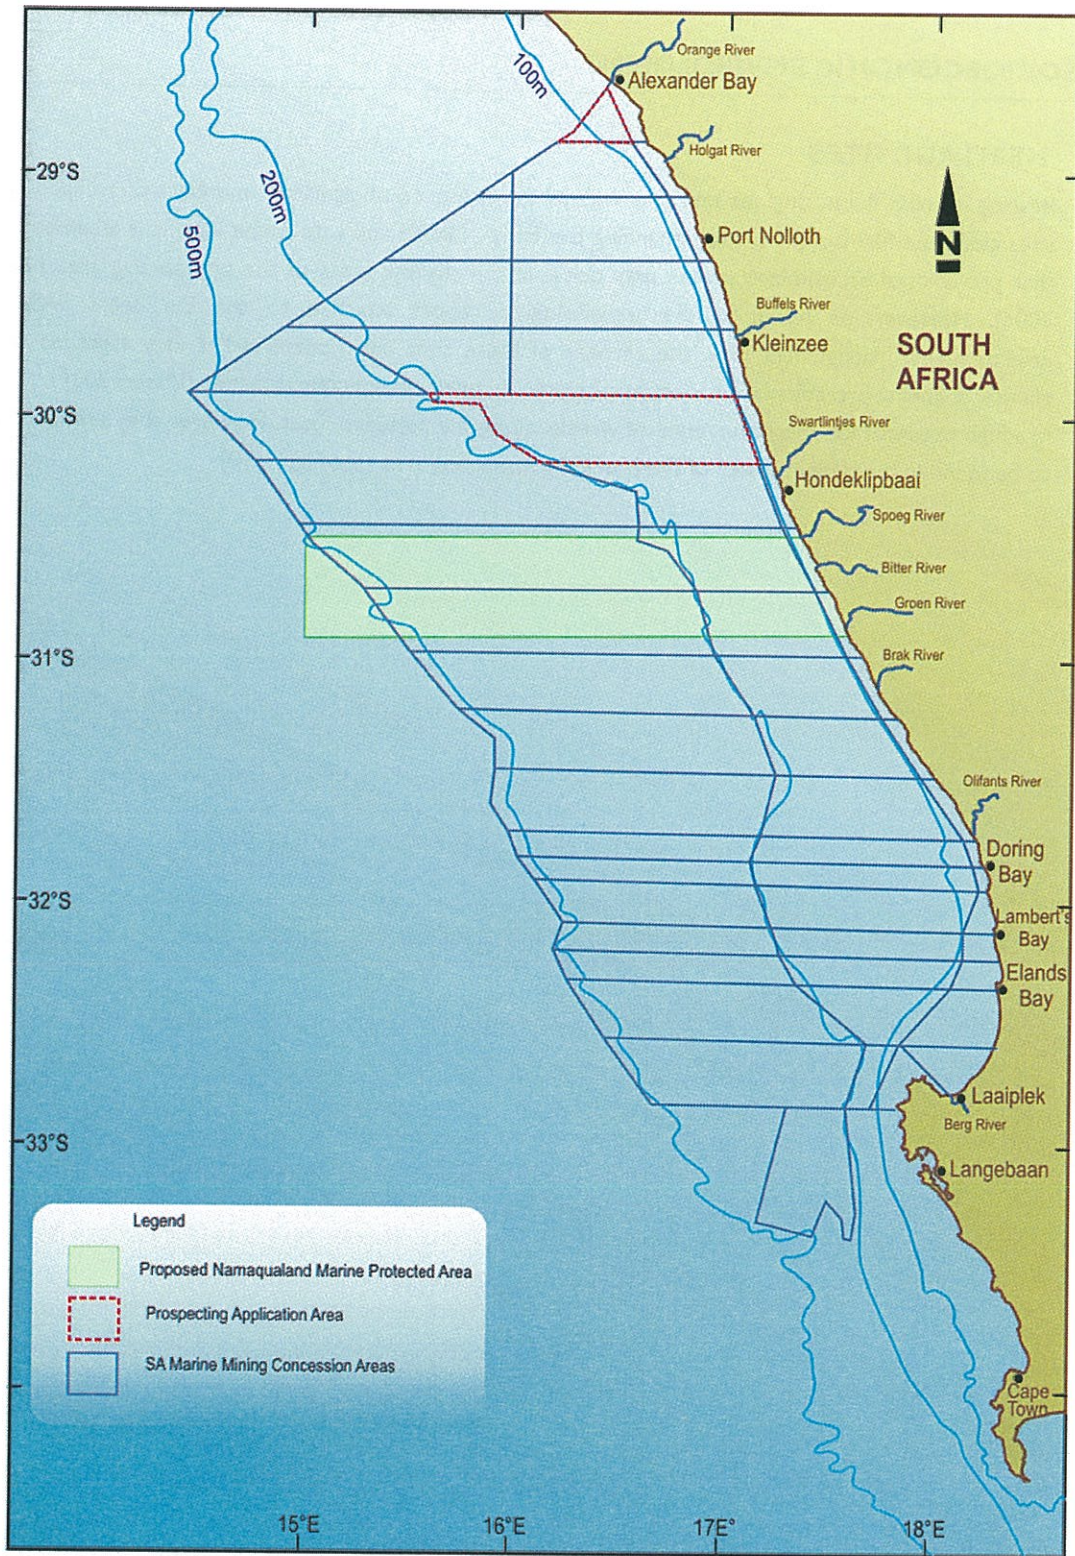 Orange River
Alexander Bay
100m
Holgat River
29°S
200m
500m
Port Nolloth
N
Buffels River
Kleinzee
SOUTH
AFRICA
30°S
Swartlintjes River
Hondeklipbaai
Spoeg River
Bitter River
Groen River
31°S
Brak River
Olifants River
Doring
Bay
32°S
Lambert's
Bay
Elands
Bay
Laaiplek
Berg River
33°S
Langebaan
Legend
Proposed Namaqualand Marine Protected Area
Prospecting Application Area
SA Marine Mining Concession Areas
Cape
Town
15°E
16°E
17E°
18°E